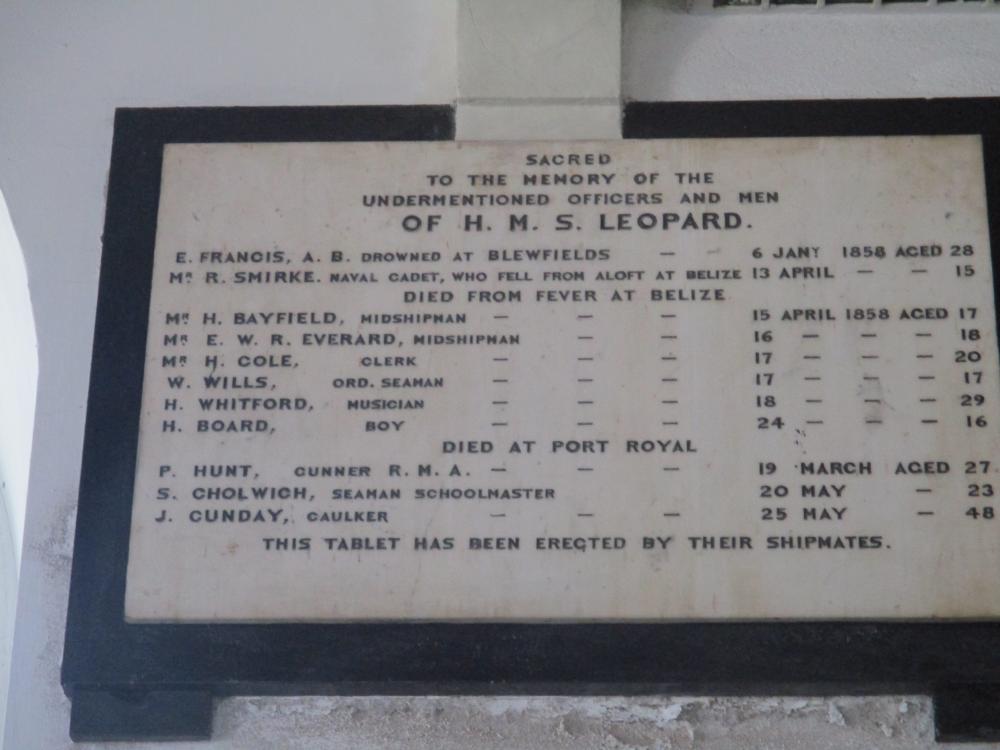 SACRED
TO THE MEMORY OF THE
UNDERMENTIONED OFFICERS AND MEN
OF H. M. S. LEOPARD.
E. FRANCIS, A. B. DROWNED AT BLEWFIELDS — — 6 JANY 1858 AGED 28
MR R. SMIRKE. NAVAL CADET, WHO FELL FROM ALOFT AT BELIZE 13 APRIL — — 15
DIED FROM FEVER AT BELIZE
MR H. BAYFIELD, MIDSHIPMAN — — — 15 APRIL 1858 AGED 17
MR E. W. R. EVERARD, MIDSHIPMAN — — 16 — — — 18
MR H. COLE, CLERK — — — 17 — — — 20
W. WILLS, ORD. SEAMAN — — — 17 — — — 17
H. WHITFORD, MUSICIAN — — — 18 — — — 29
H. BOARD, BOY — — — 24 — — — 16
DIED AT PORT ROYAL
P. HUNT, GUNNER R. M. A. — — — 19 MARCH AGED 27
S. CHOLWICH, SEAMAN SCHOOLMASTER 20 MAY — 23
J. GUNDAY, CAULKER — — — 25 MAY — 48
THIS TABLET HAS BEEN ERECTED BY THEIR SHIPMATES.